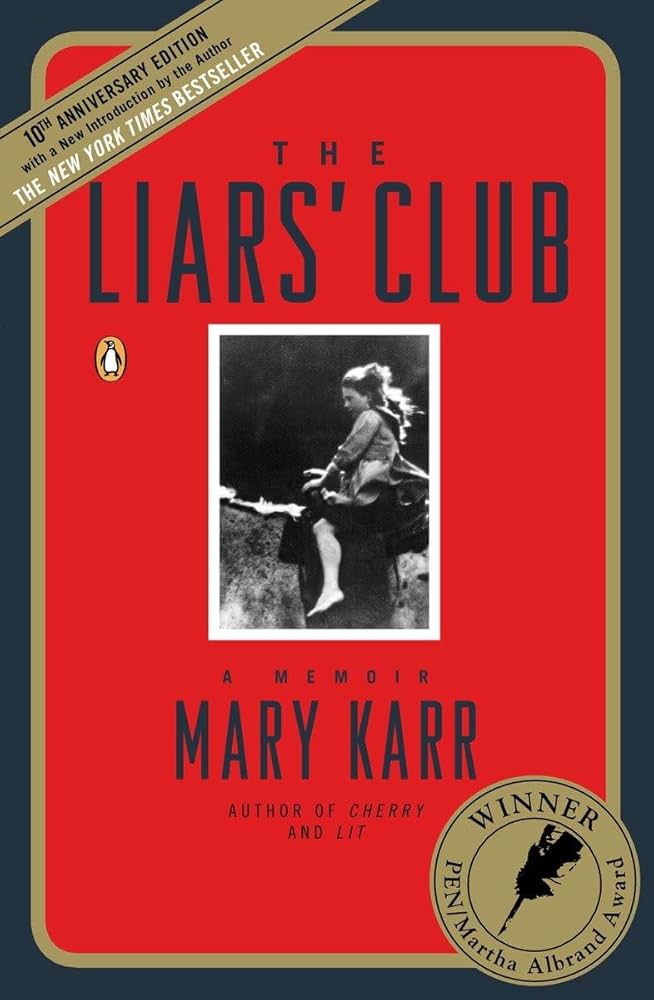 10TH ANNIVERSARY EDITION
with a New Introduction by the Author
THE NEW YORK TIMES BESTSELLER
THE
LIARS' CLUB
A MEMOIR
MARY KARR
AUTHOR OF CHERRY
AND LIT
WINNER
PEN/Martha Albrand Award